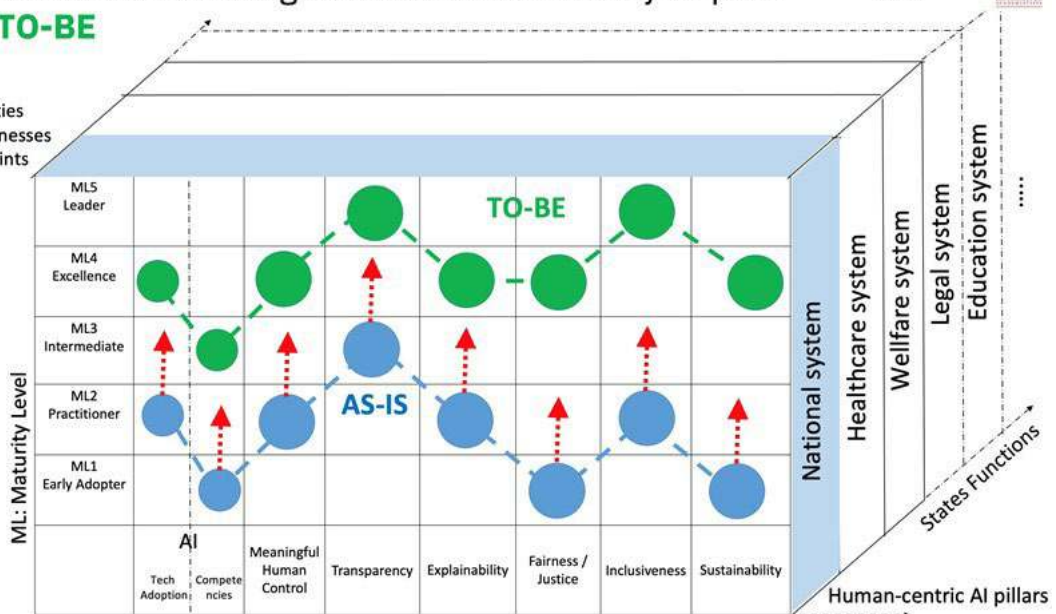 TO-BE
ML5
Leader
TO-BE
ML4
Excellence
ML3
Intermediate
ML2
Practitioner
AS-IS
ML1
Early Adopter
ML: Maturity Level
AI
Tech
Adoption
Compete
ncies
Meaningful
Human
Control
Transparency
Explainability
Fairness /
Justice
Inclusiveness
Sustainability
National system
Healthcare system
Wellfare system
Legal system
Education system
.....
States Functions
Human-centric AI pillars